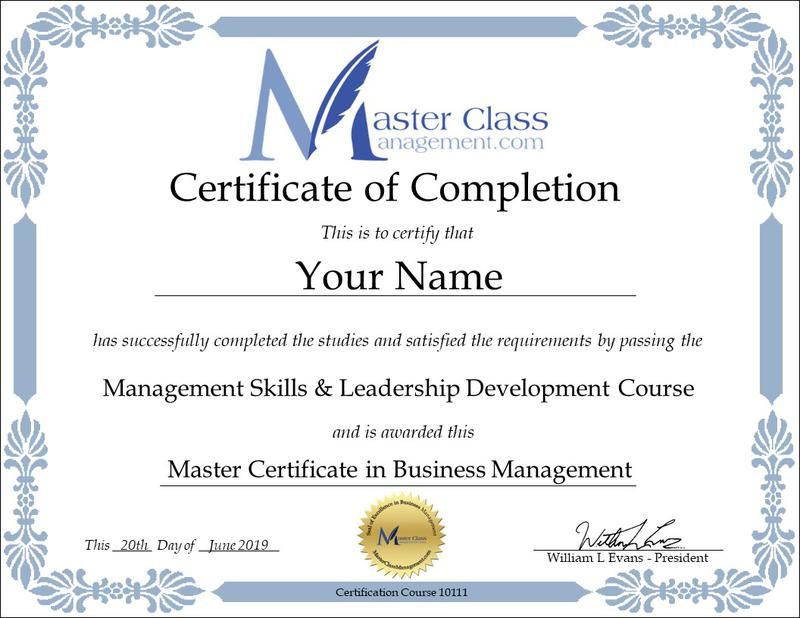 Master Class
Management.com
Certificate of Completion
This is to certify that
Your Name
has successfully completed the studies and satisfied the requirements by passing the
Management Skills & Leadership Development Course
and is awarded this
Master Certificate in Business Management
Seal of Excellence in Business Management
Master Class
MasterClassManagement.com
This 20th Day of June 2019
William L Evans - President
Certification Course 10111